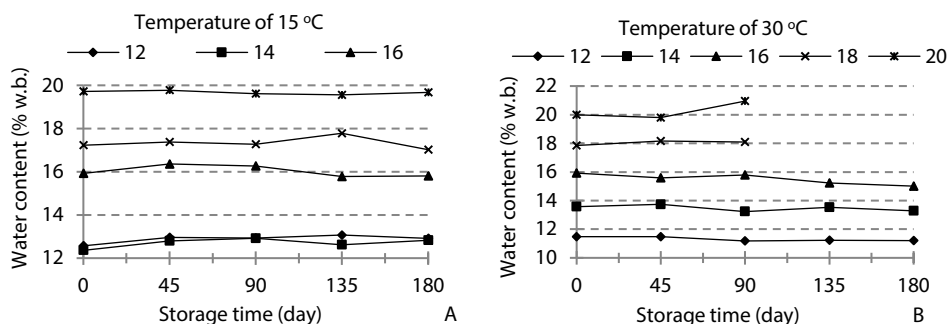 Temperature of 15 ºC
12 14 16
Water content (% w.b.)
20
18
16
14
12
0 45 90 135 180
Storage time (day)
A
Temperature of 30 ºC
12 14 16 18 20
Water content (% w.b.)
22
20
18
16
14
12
10
0 45 90 135 180
Storage time (day)
B